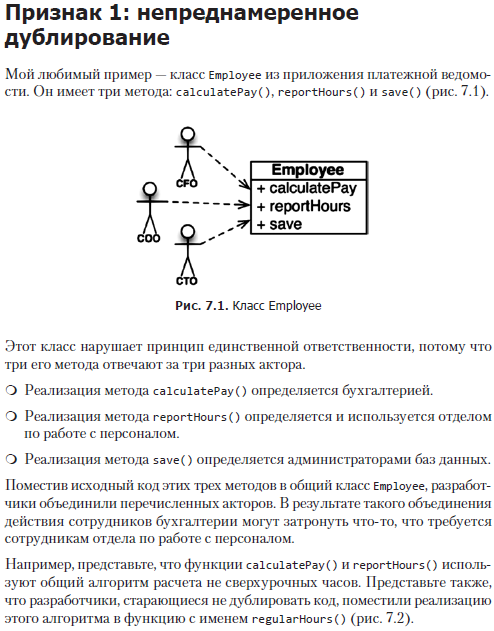 Признак 1: непреднамеренное
дублирование
Мой любимый пример — класс Employee из приложения платежной ведомо-
сти. Он имеет три метода: calculatePay(), reportHours() и save() (рис. 7.1).
CFO
COO
CTO
Employee
+ calculatePay
+ reportHours
+ save
Рис. 7.1. Класс Employee
Этот класс нарушает принцип единственной ответственности, потому что
три его метода отвечают за три разных актора.
Реализация метода calculatePay() определяется бухгалтерией.
Реализация метода reportHours() определяется и используется отделом
по работе с персоналом.
Реализация метода save() определяется администраторами баз данных.
Поместив исходный код этих трех методов в общий класс Employee, разработ-
чики объединили перечисленных акторов. В результате такого объединения
действия сотрудников бухгалтерии могут затронуть что-то, что требуется
сотрудникам отдела по работе с персоналом.
Например, представьте, что функции calculatePay() и reportHours() исполь-
зуют общий алгоритм расчета не сверхурочных часов. Представьте также,
что разработчики, старающиеся не дублировать код, поместили реализацию
этого алгоритма в функцию с именем regularHours() (рис. 7.2).